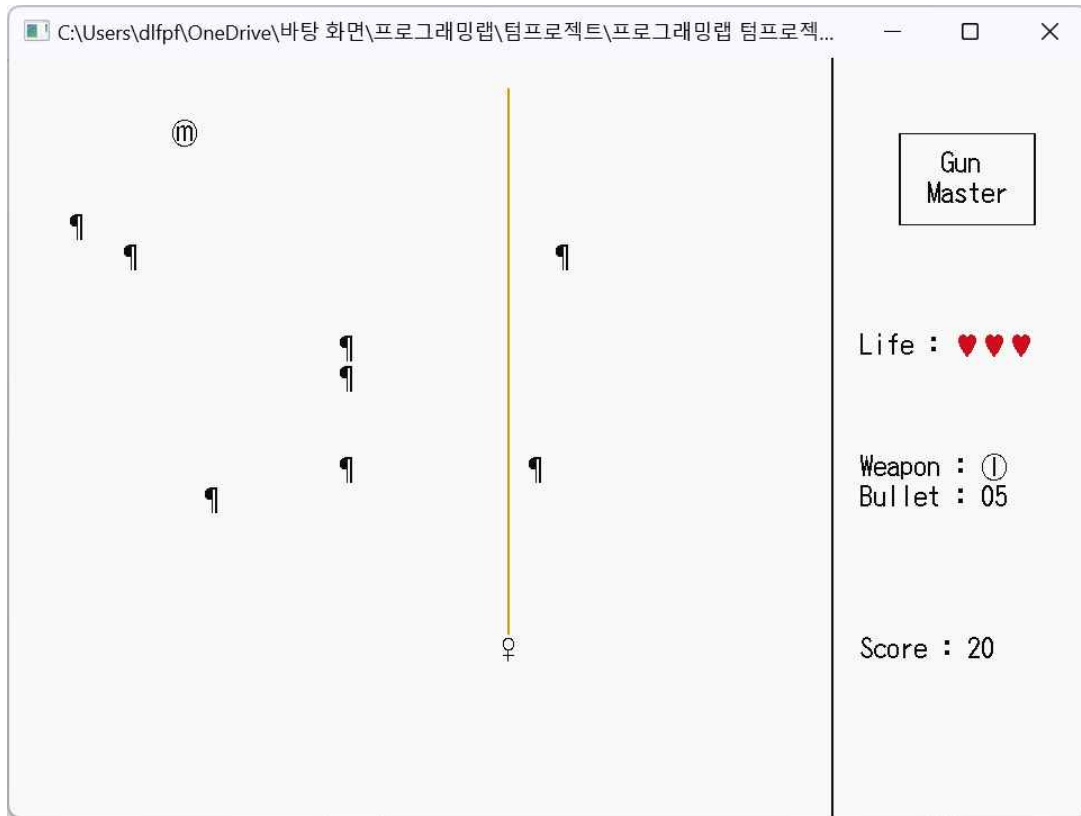 C:\Users\dlfpf\OneDrive\바탕 화면\프로그래밍랩\텀프로젝트\프로그래밍랩 텀프로젝...
ⓜ
Gun
Master
¶
¶ ¶
¶
Life : ♥♥♥
¶
¶ ¶
Weapon : ⓛ
¶
Bullet : 05
♀
Score : 20